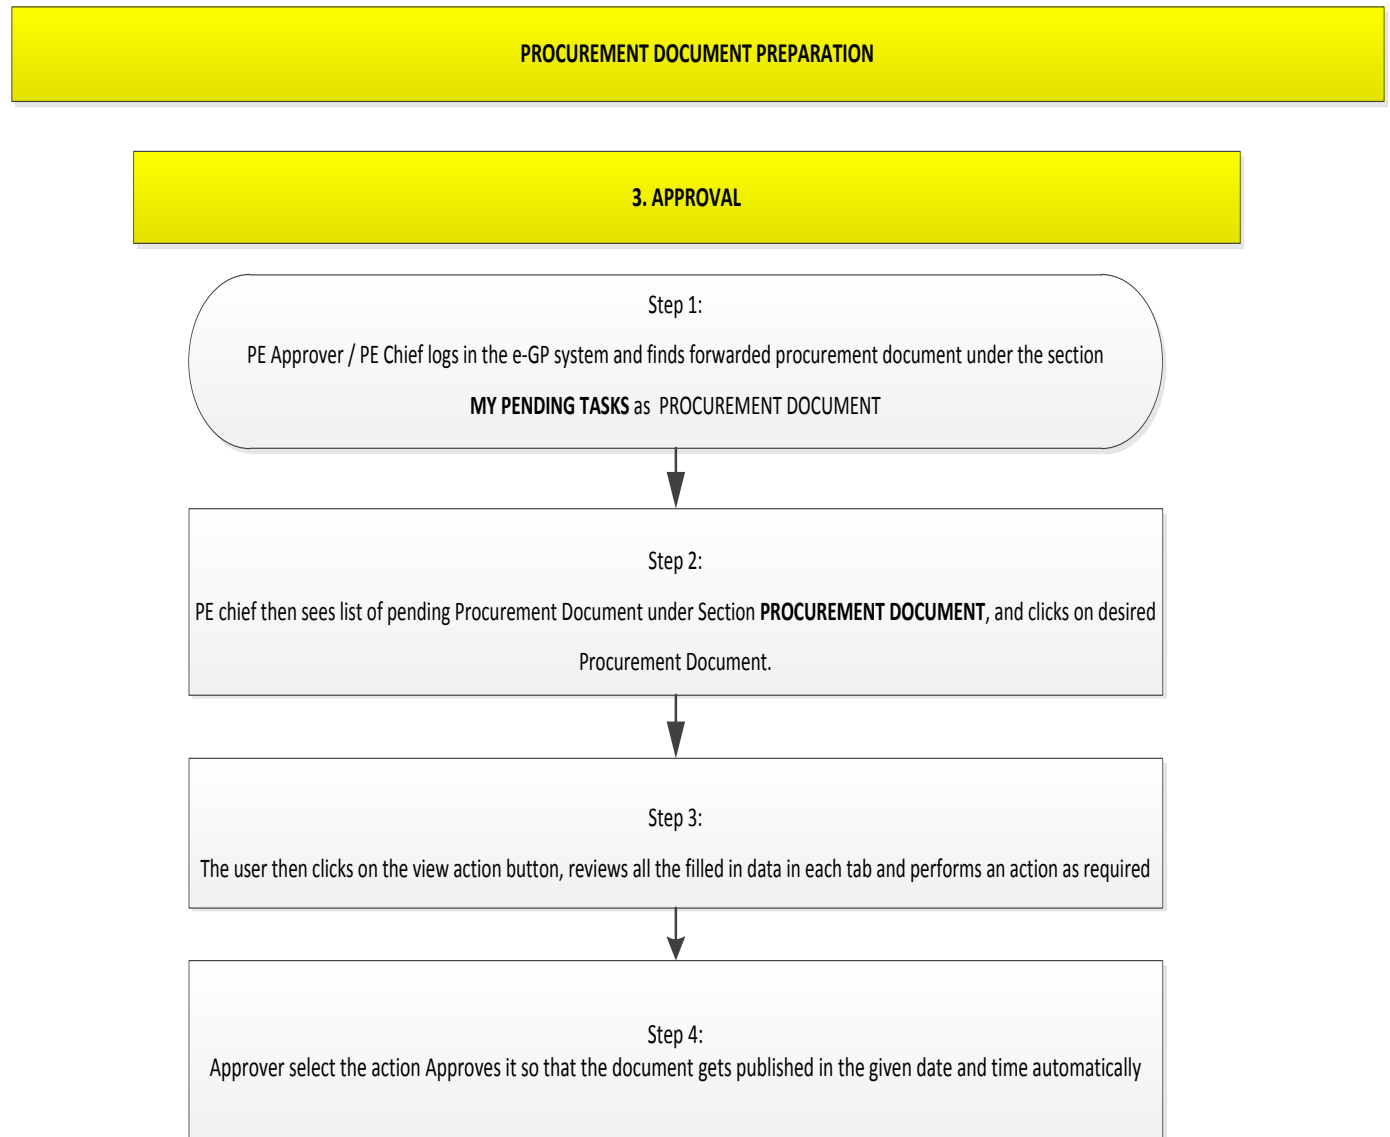 PROCUREMENT DOCUMENT PREPARATION
3. APPROVAL
Step 1:
PE Approver / PE Chief logs in the e-GP system and finds forwarded procurement document under the section
MY PENDING TASKS as PROCUREMENT DOCUMENT
Step 2:
PE chief then sees list of pending Procurement Document under Section PROCUREMENT DOCUMENT, and clicks on desired
Procurement Document.
Step 3:
The user then clicks on the view action button, reviews all the filled in data in each tab and performs an action as required
Step 4:
Approver select the action Approves it so that the document gets published in the given date and time automatically